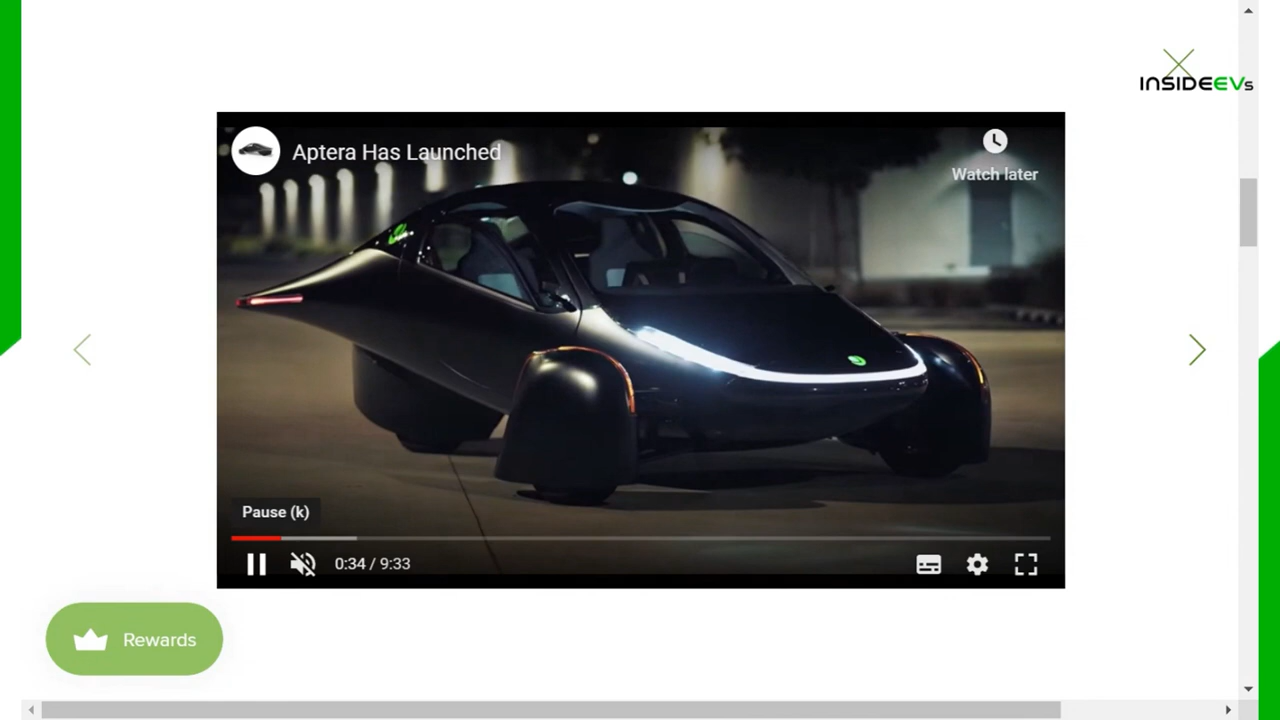 INSIDEEVs
Aptera Has Launched
Watch later
Pause (k)
0:34 / 9:33
Rewards